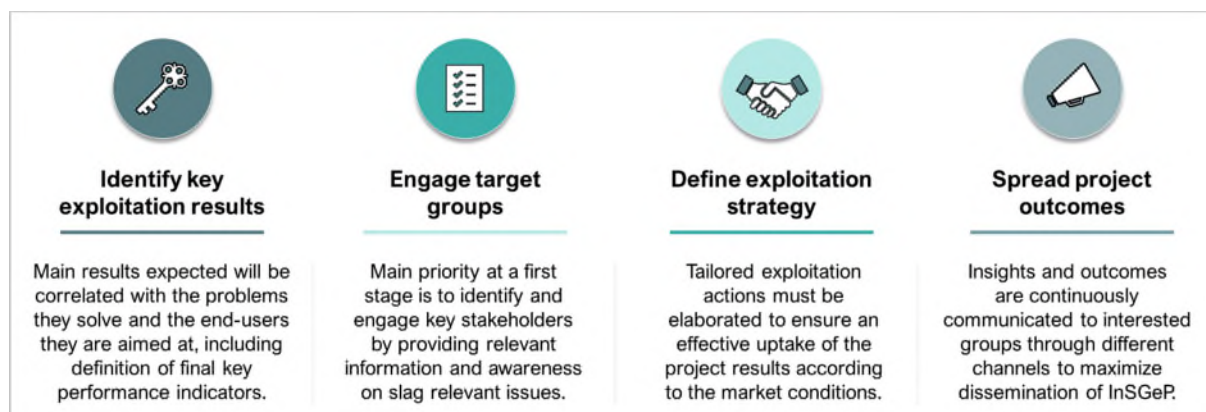 Identify key
exploitation results
Main results expected will be
correlated with the problems
they solve and the end-users
they are aimed at, including
definition of final key
performance indicators.
Engage target
groups
Main priority at a first
stage is to identify and
engage key stakeholders
by providing relevant
information and awareness
on slag relevant issues.
Define exploitation
strategy
Tailored exploitation
actions must be
elaborated to ensure an
effective uptake of the
project results according
to the market conditions.
Spread project
outcomes
Insights and outcomes
are continuously
communicated to interested
groups through different
channels to maximize
dissemination of InSGeP.